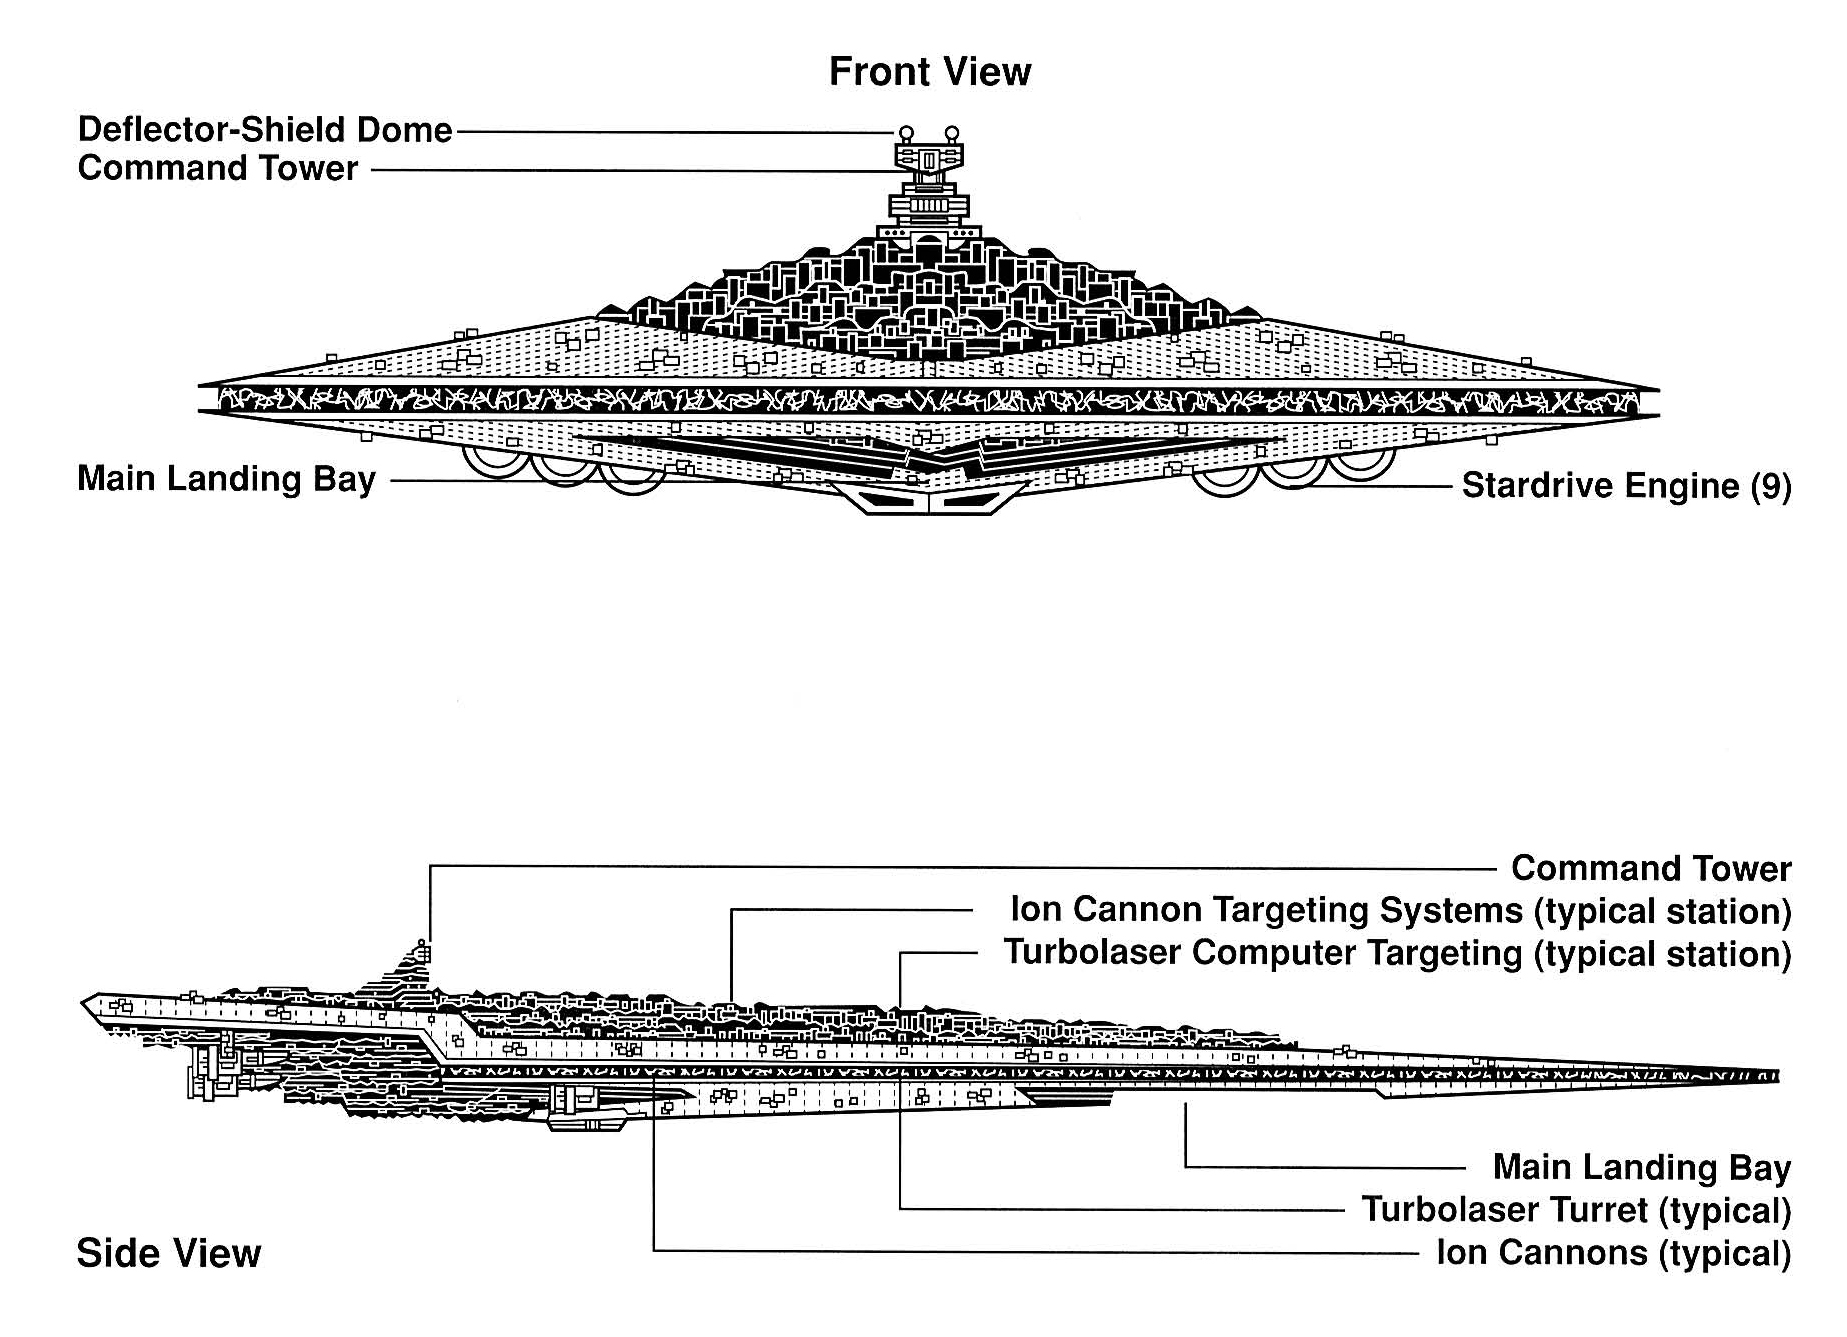 Front View
Deflector-Shield Dome
Command Tower
Main Landing Bay
Stardrive Engine (9)
Command Tower
Ion Cannon Targeting Systems (typical station)
Turbolaser Computer Targeting (typical station)
Main Landing Bay
Turbolaser Turret (typical)
Ion Cannons (typical)
Side View